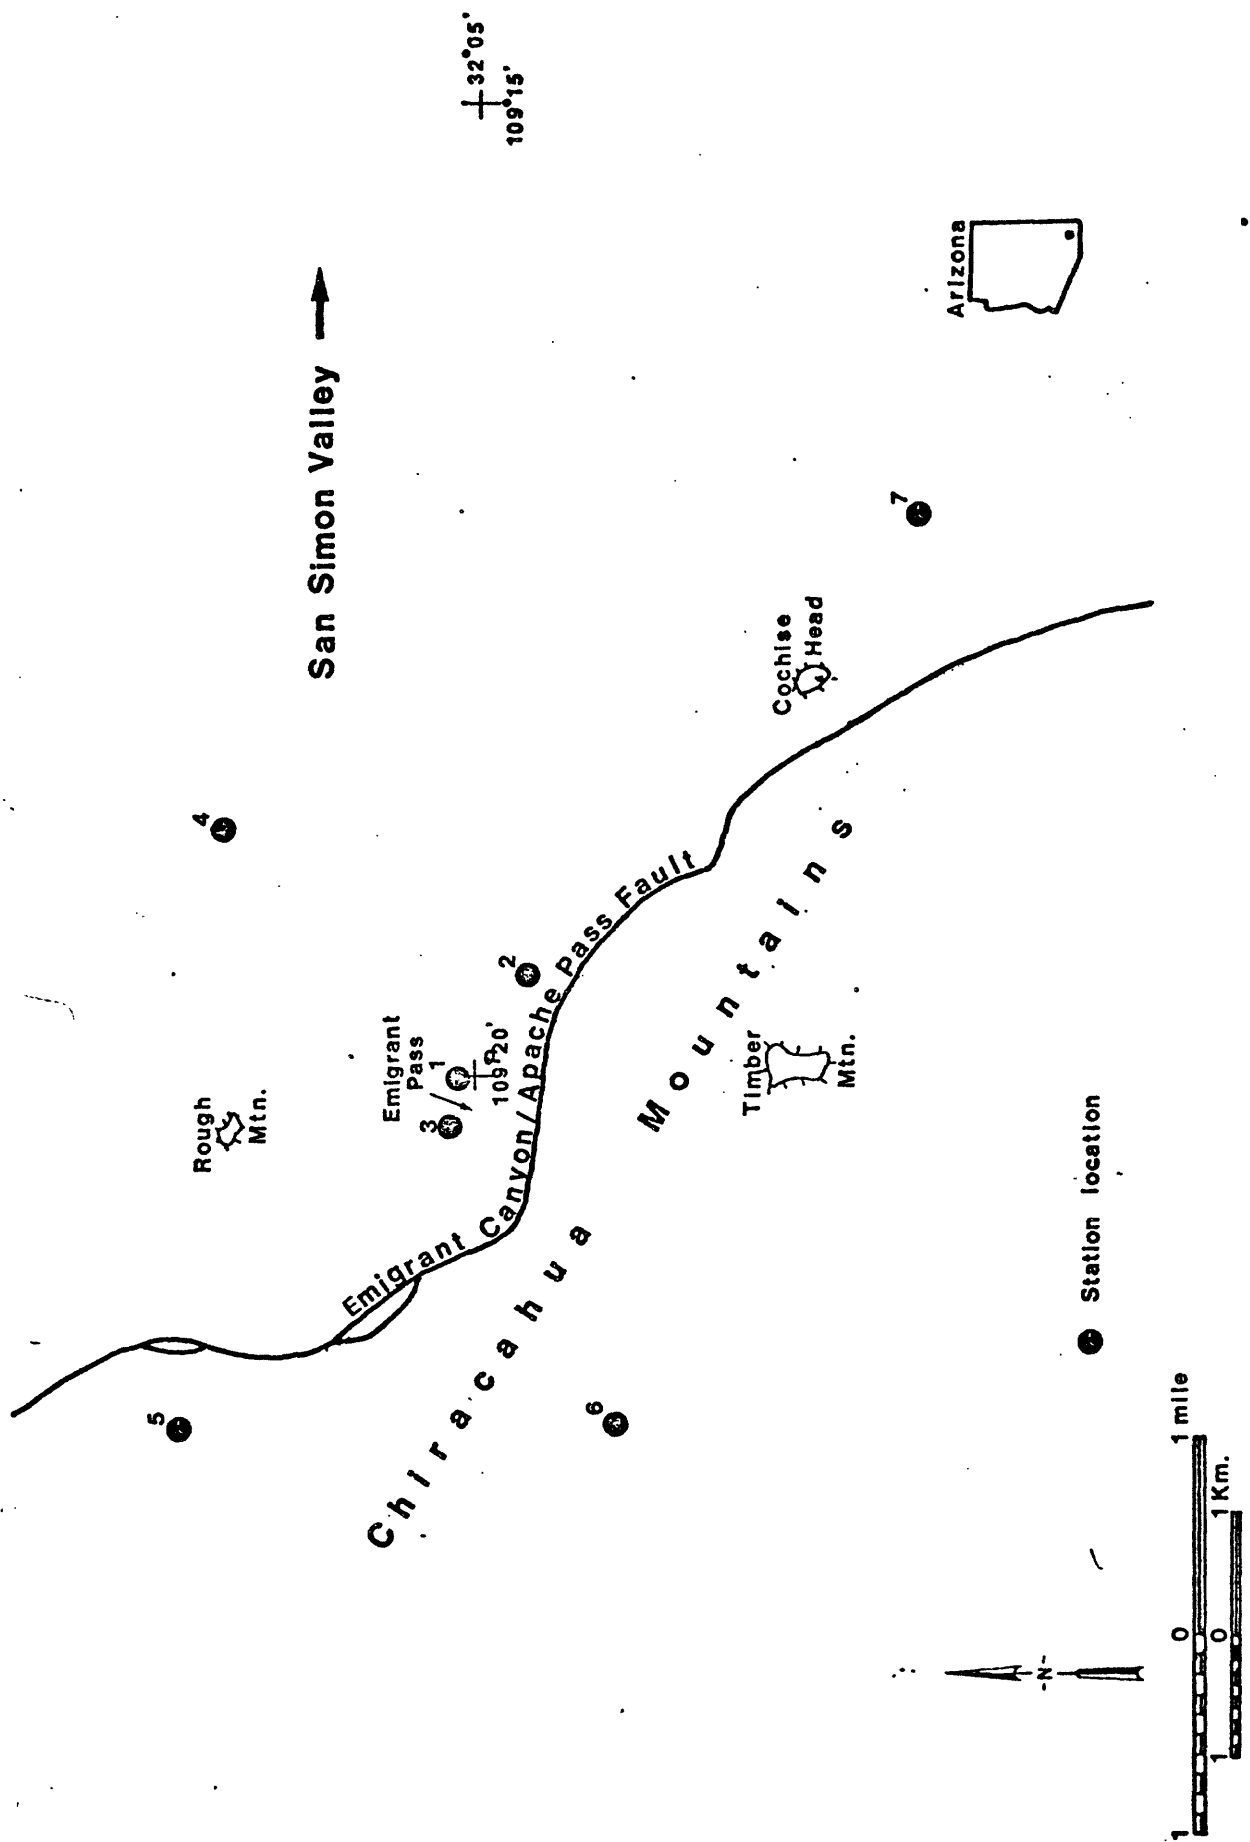 5
Rough
Mtn.
4
San Simon Valley
Emigrant
Pass
3
1
32°05'
109°15'
109°20'
2
Emigrant Canyon/Apache Pass Fault
Chiracahua Mountains
6
Timber
Mtn.
Cochise
Head
7
Arizona
-N-
Station location
1 0 1 mile
1 0 1 Km.